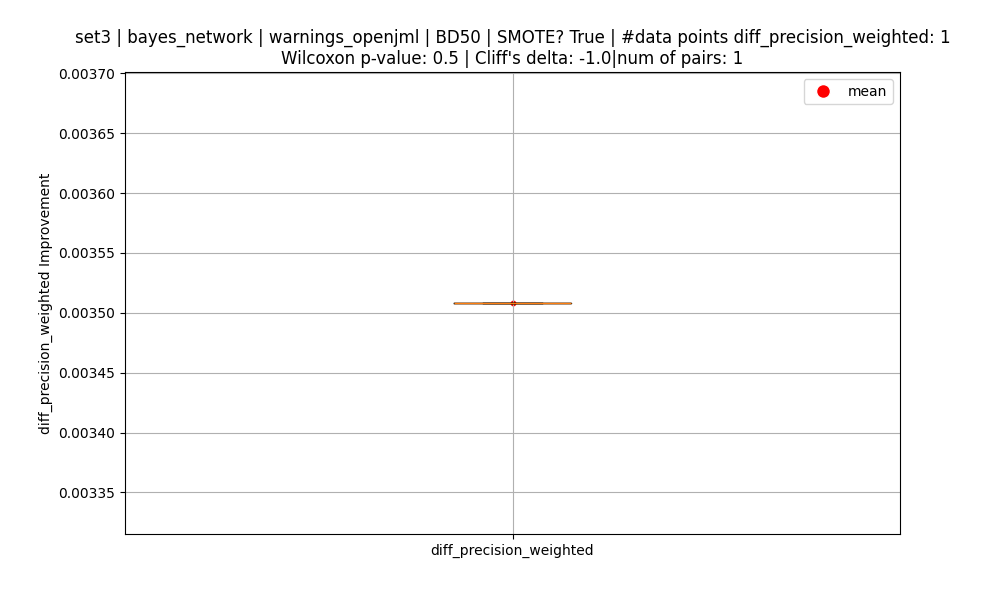 set3 | bayes_network | warnings_openjml | BD50 | SMOTE? True | #data points diff_precision_weighted: 1
Wilcoxon p-value: 0.5 | Cliff's delta: -1.0|num of pairs: 1
mean
0.00370
0.00365
0.00360
0.00355
0.00350
0.00345
0.00340
0.00335
diff_precision_weighted Improvement
diff_precision_weighted